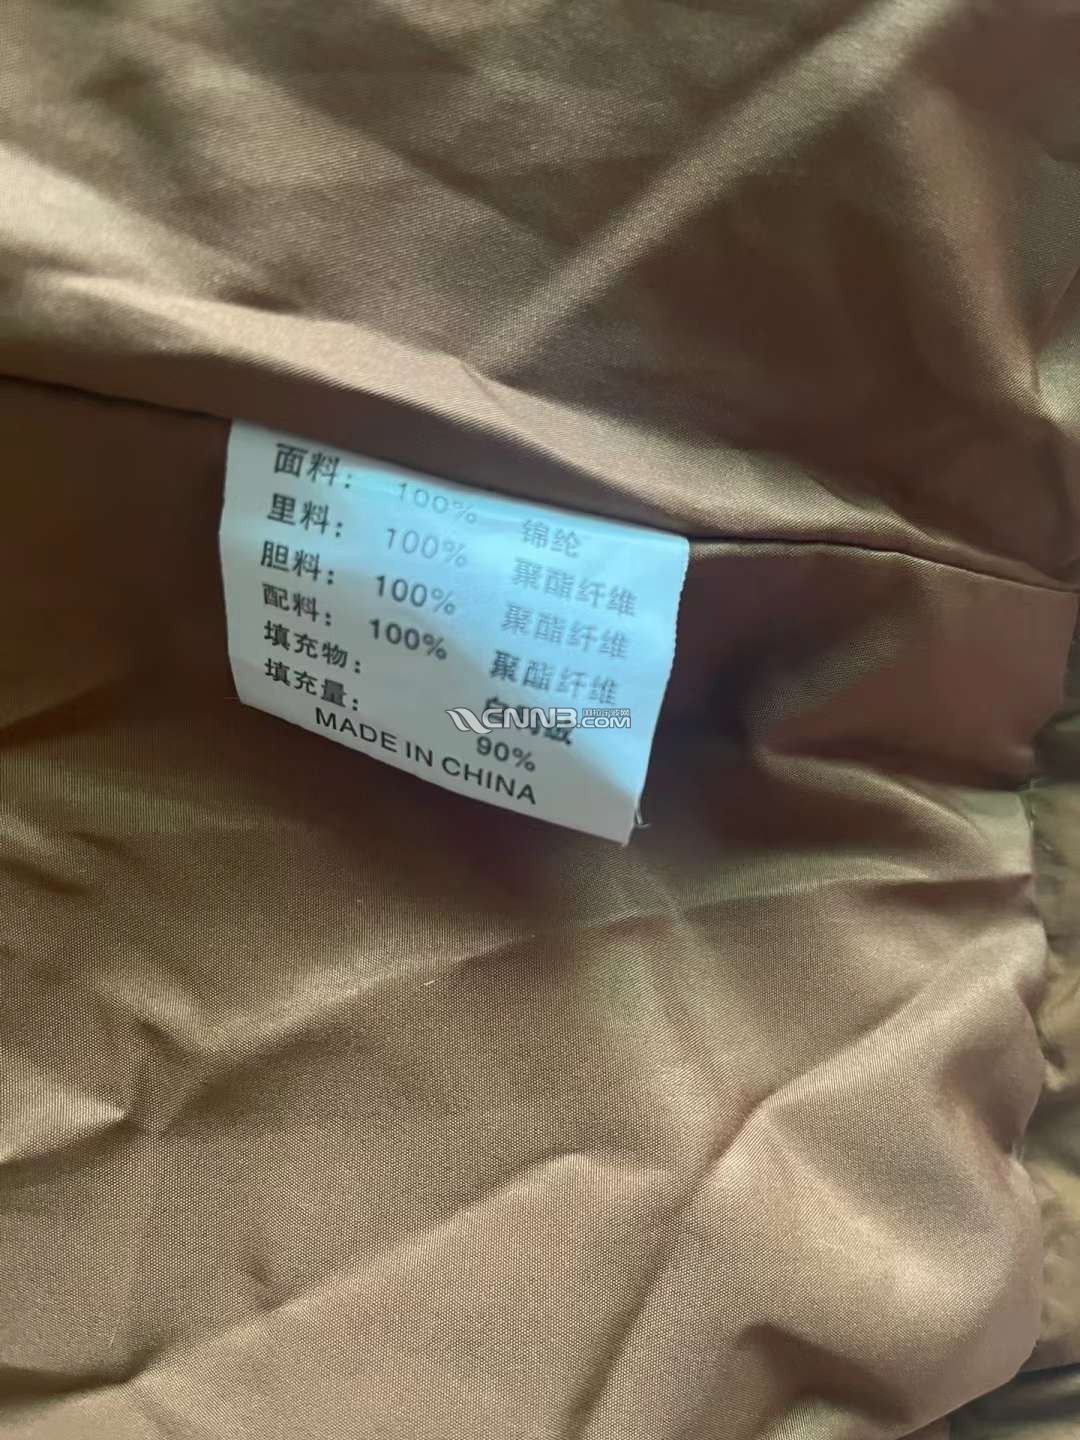 面料： 100% 锦纶
里料： 100% 聚酯纤维
胆料： 100% 聚酯纤维
配料： 100% 聚酯纤维
填充物： 白
填充量： 90%
MADE IN CHINA
CNNB.COM